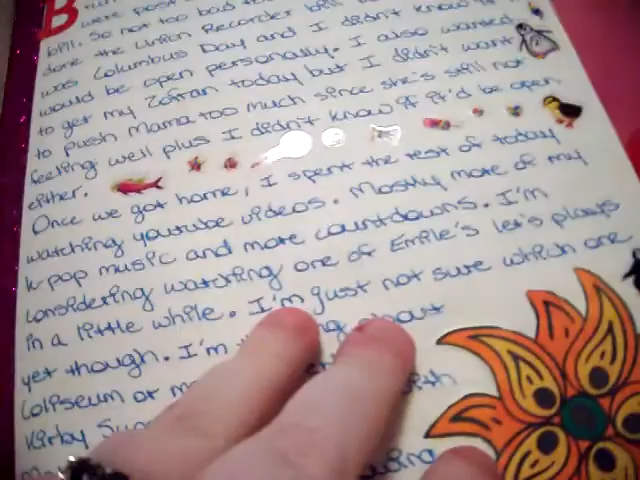 were post
bill. So not too bad
done the Union Recorder bill
was Columbus Day and I didn't know if
would be open personally. I also wanted
to get my Zofran today but I didn't want
to push Mama too much since she's still not
feeling well plus I didn't know if it'd be open
either.
Once we got home, I spent the rest of today
watching youtube videos. Mostly more of my
k-pop music and more countdowns. I'm
considering watching one of Emile's let's plays
in a little while. I'm just not sure which one
yet though. I'm
Coliseum or
Kirby